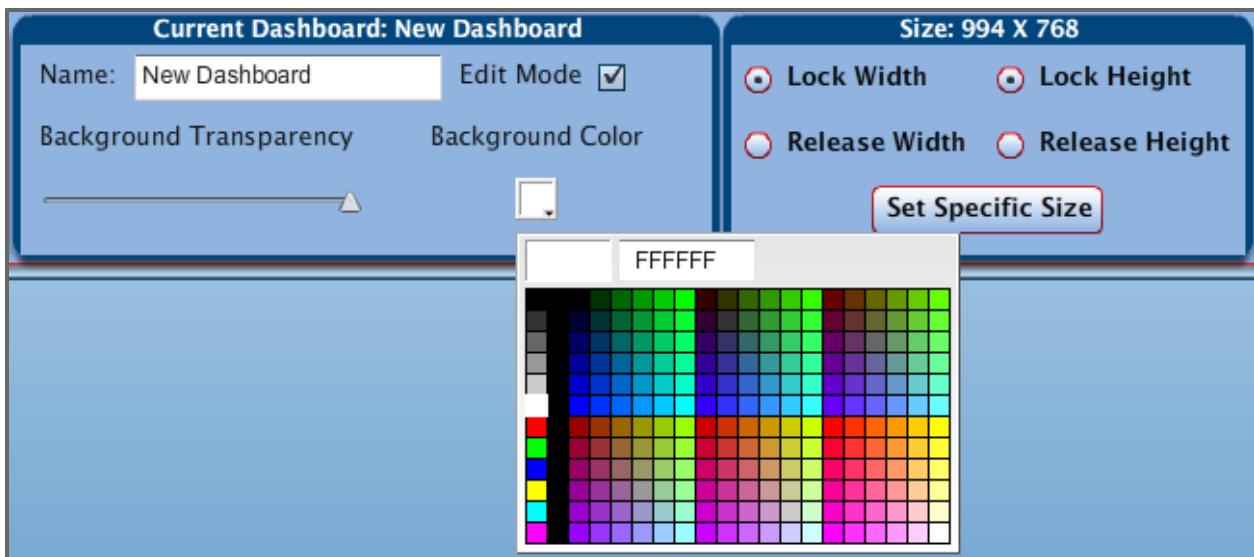 Current Dashboard: New Dashboard
Name: New Dashboard Edit Mode
Background Transparency Background Color
Size: 994 X 768
Lock Width Lock Height
Release Width Release Height
Set Specific Size
FFFFFF